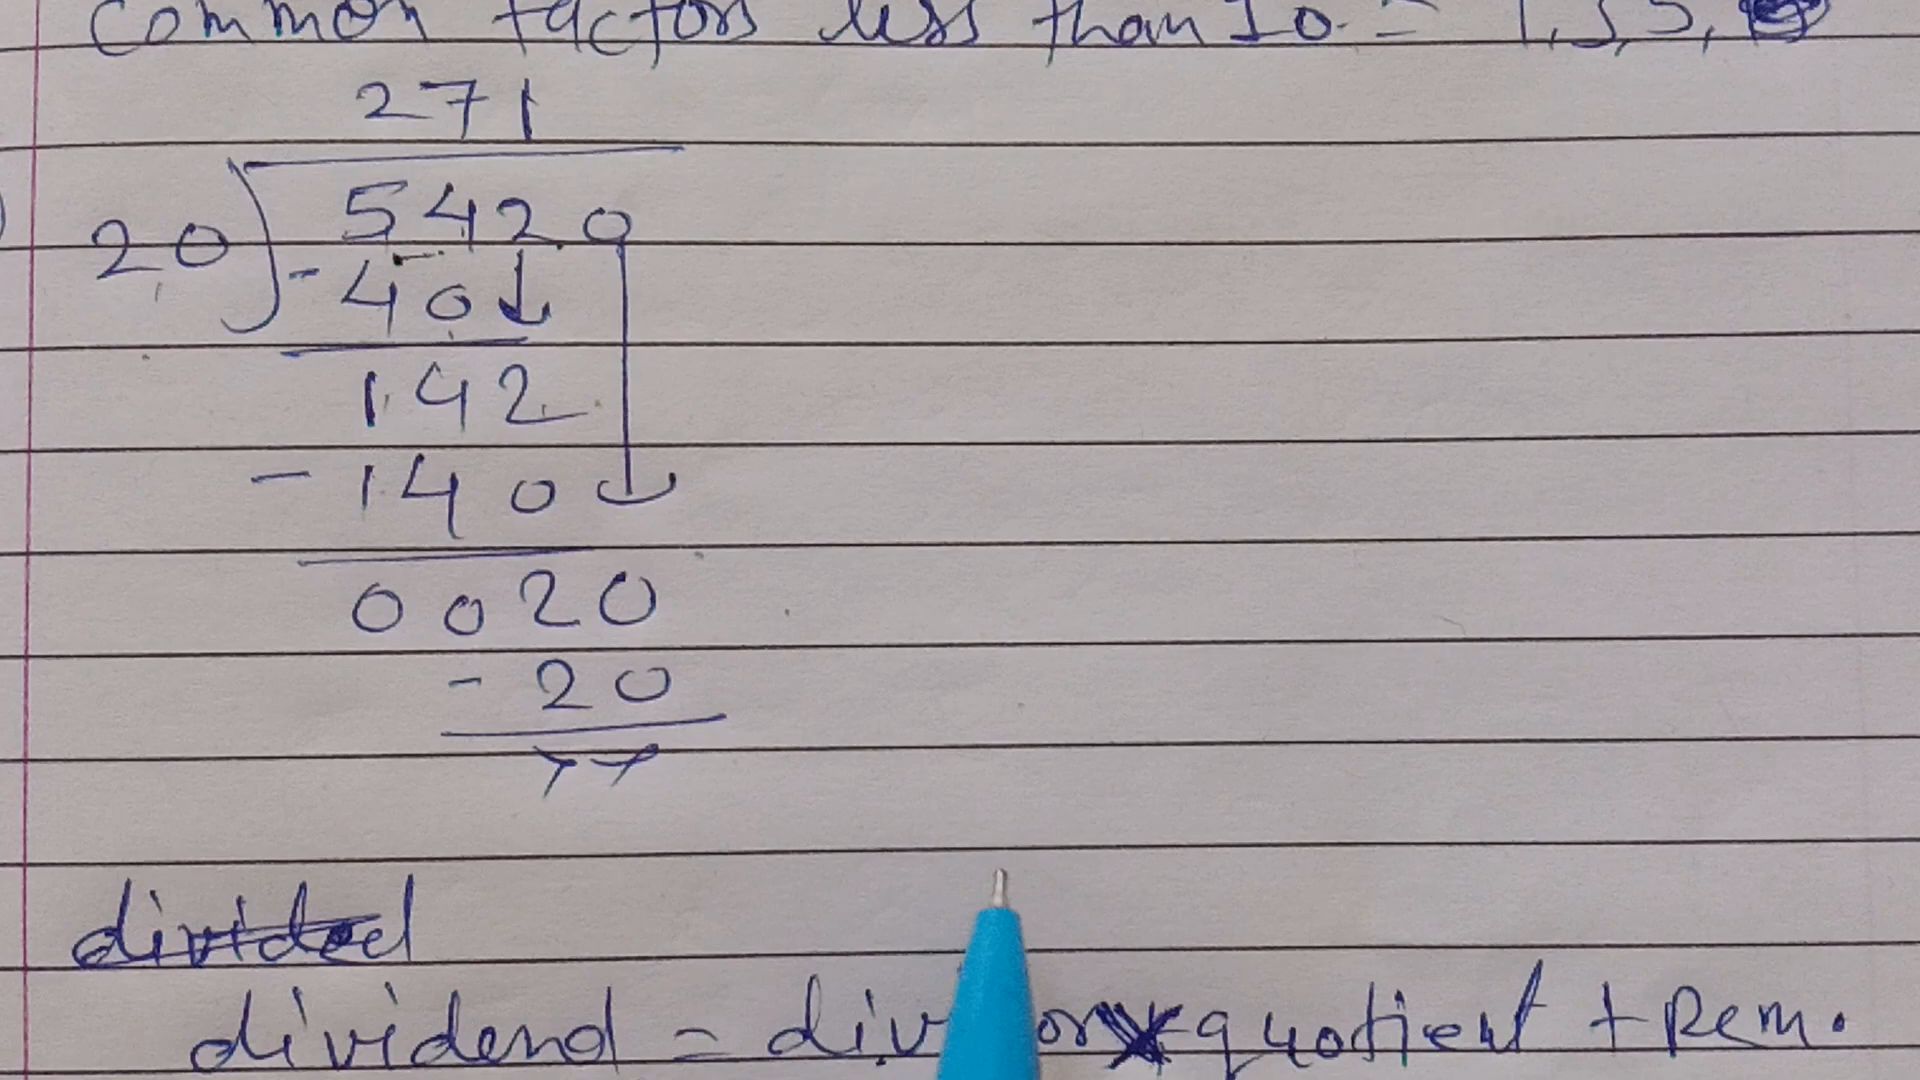 Common factors less than 10 = 1, 3, 5,
271
20 ) 5420
- 40
142
- 140
0020
- 20
dividend = div or x quotient + Rem.